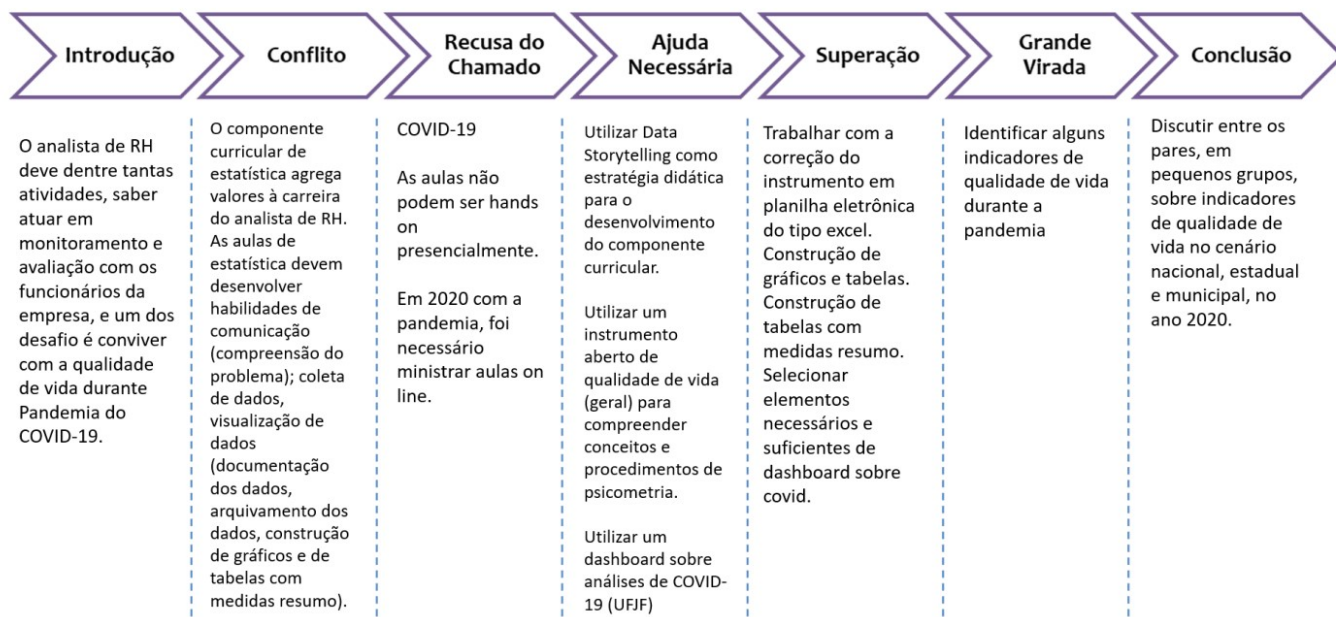 Introdução
Conflito
Recusa do
Chamado
Ajuda
Necessária
Superação
Grande
Virada
Conclusão
O analista de RH
deve dentre tantas
atividades, saber
atuar em
monitoramento e
avaliação com os
funcionários da
empresa, e um dos
desafio é conviver
com a qualidade
de vida durante
Pandemia do
COVID-19.
O componente
curricular de
estatística agrega
valores à carreira
do analista de RH.
As aulas de
estatística devem
desenvolver
habilidades de
comunicação
(compreensão do
problema); coleta
de dados,
visualização de
dados
(documentação
dos dados,
arquivamento dos
dados, construção
de gráficos e de
tabelas com
medidas resumo).
COVID-19
As aulas não
podem ser hands
on
presencialmente.
Em 2020 com a
pandemia, foi
necessário
ministrar aulas on
line.
Utilizar Data
Storytelling como
estratégia didática
para o
desenvolvimento
do componente
curricular.
Utilizar um
instrumento
aberto de
qualidade de vida
(geral) para
compreender
conceitos e
procedimentos de
psicometria.
Utilizar um
dashboard sobre
análises de COVID-
19 (UFJF)
Trabalhar com a
correção do
instrumento em
planilha eletrônica
do tipo excel.
Construção de
gráficos e tabelas.
Construção de
tabelas com
medidas resumo.
Selecionar
elementos
necessários e
suficientes de
dashboard sobre
covid.
Identificar alguns
indicadores de
qualidade de vida
durante a
pandemia
Discutir entre os
pares, em
pequenos grupos,
sobre indicadores
de qualidade de
vida no cenário
nacional, estadual
e municipal, no
ano 2020.